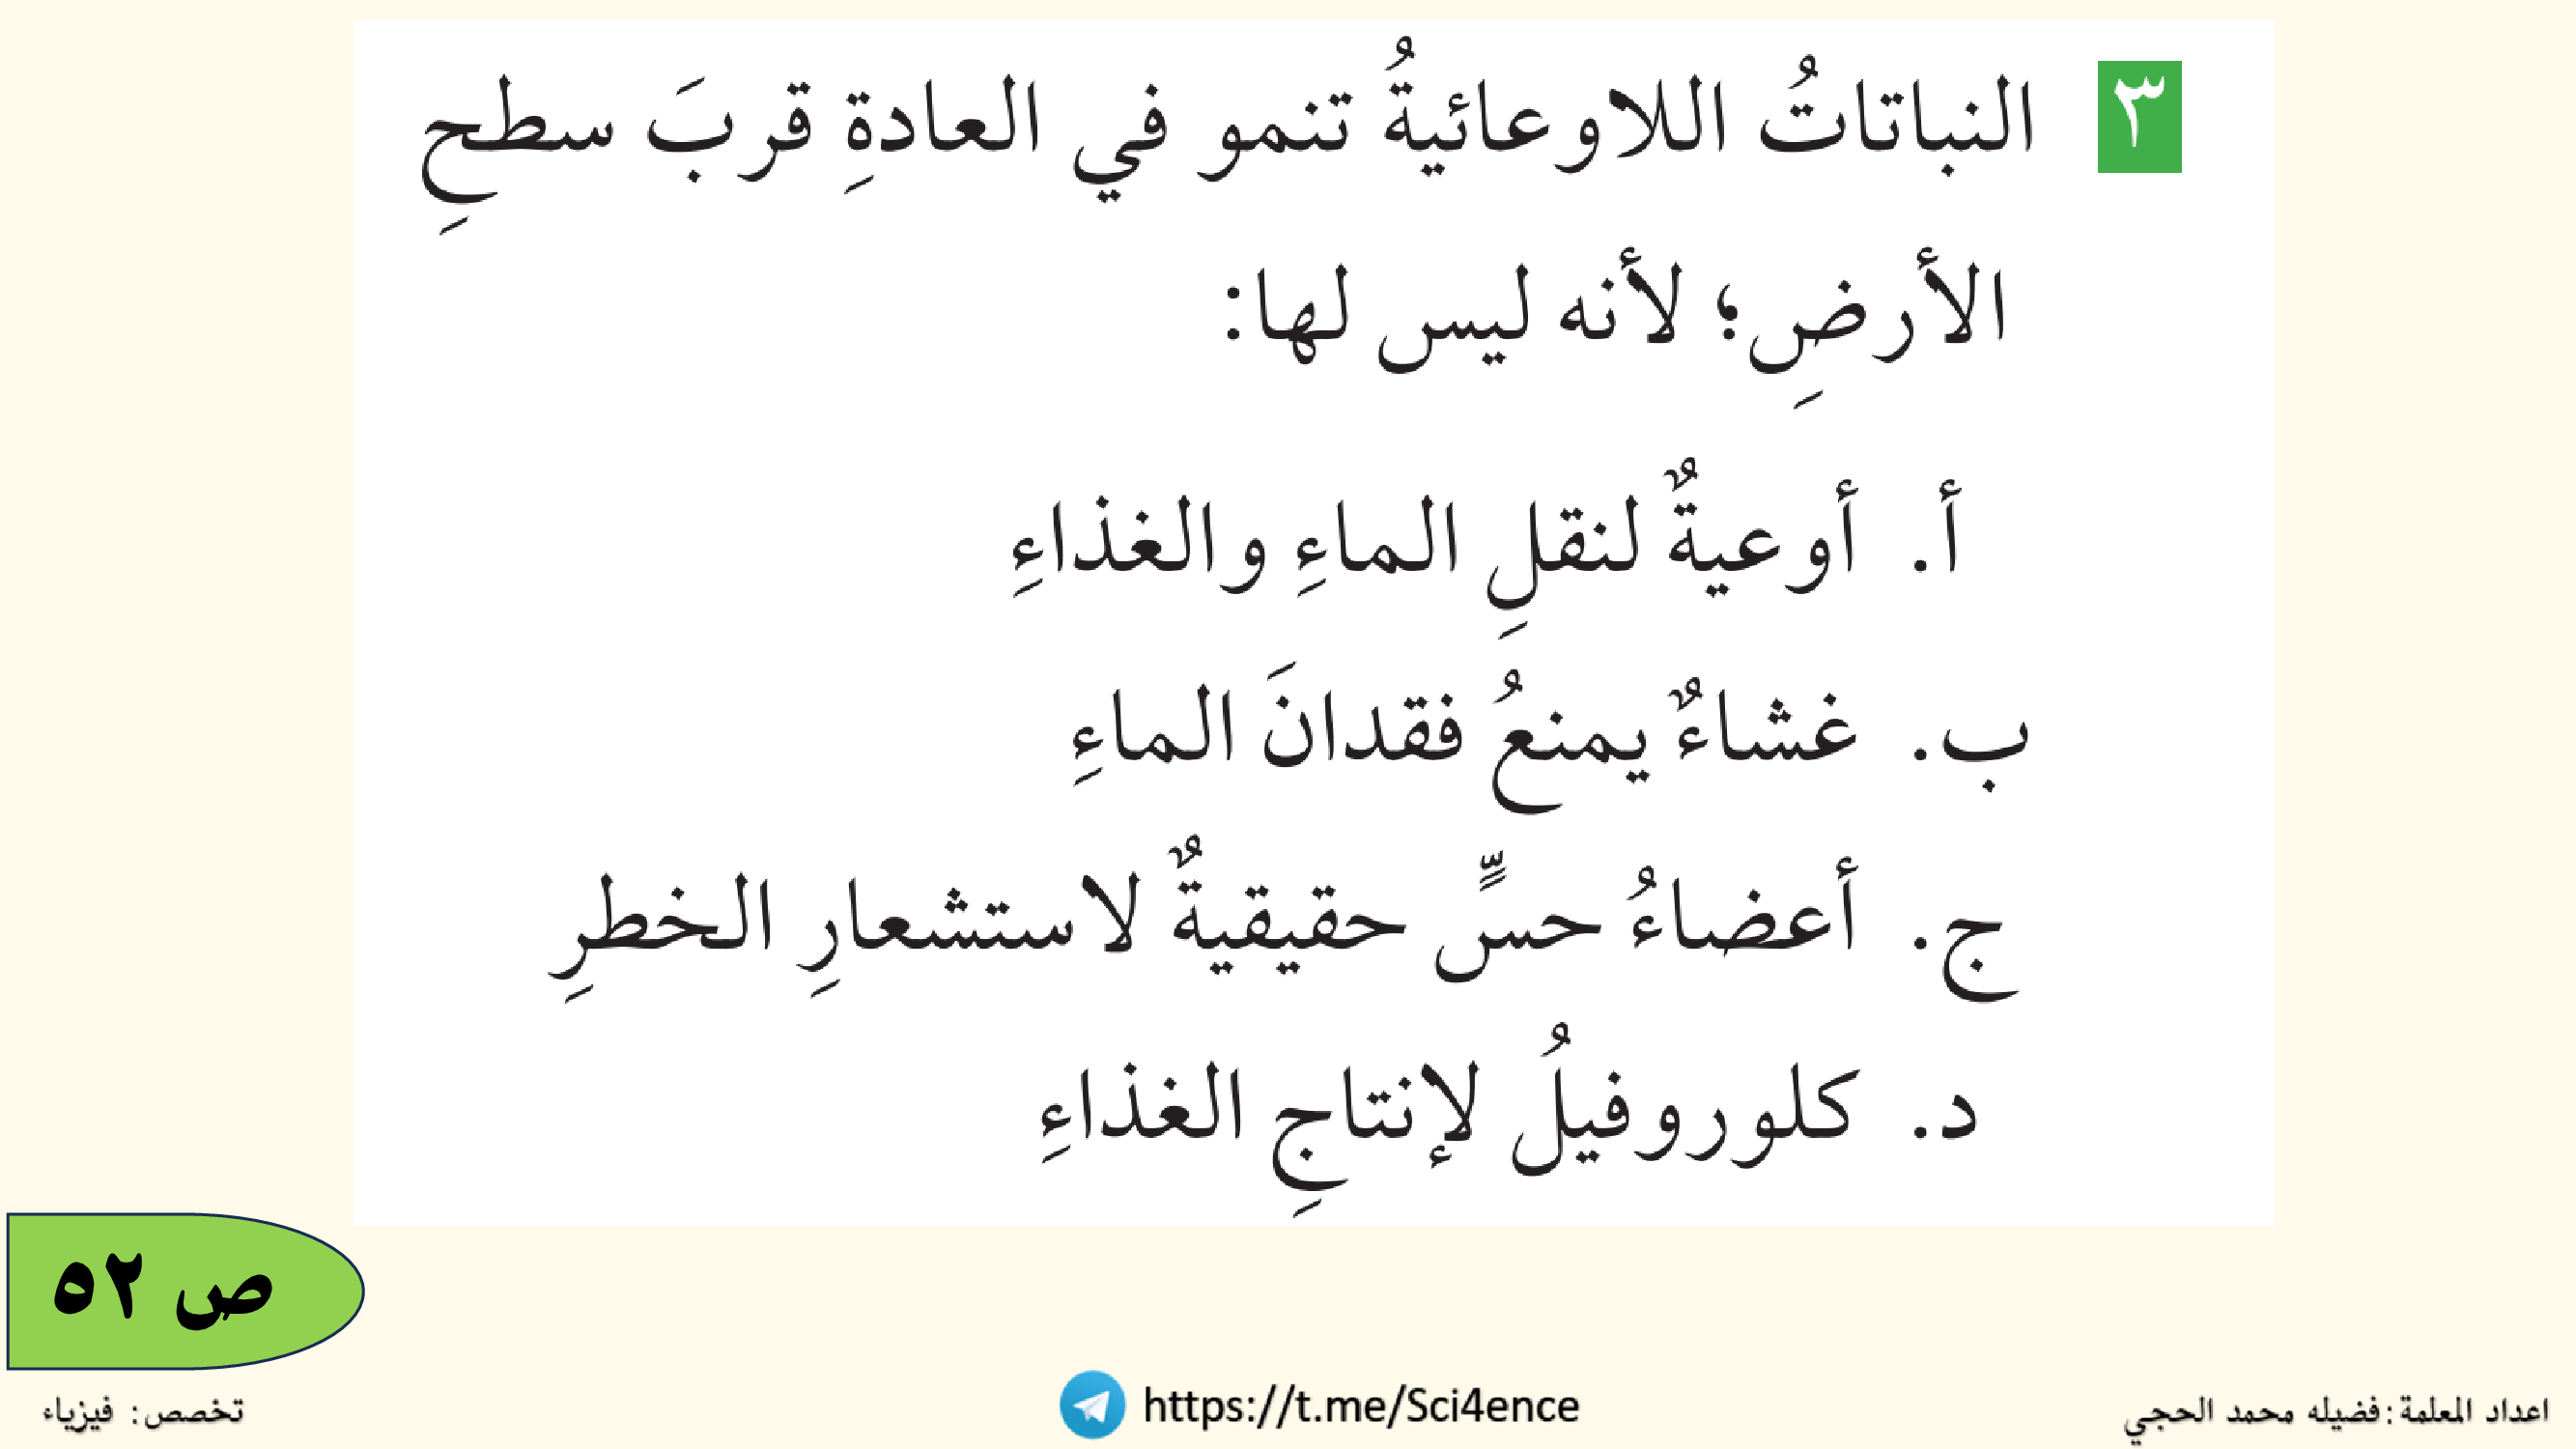 ٣ النباتاتُ اللاوعائيةُ تنمو في العادةِ قربَ سطحِ
الأرضِ؛ لأنه ليس لها:
أ. أوعيةٌ لنقلِ الماءِ والغذاءِ
ب. غشاءٌ يمنعُ فقدانَ الماءِ
ج. أعضاءُ حسٍّ حقيقيةٌ لاستشعارِ الخطرِ
د. كلوروفيلُ لإنتاجِ الغذاءِ
ص ٥٢
اعداد المعلمة:فضيله محمد الحجي
https://t.me/Sci4ence
تخصص: فيزياء